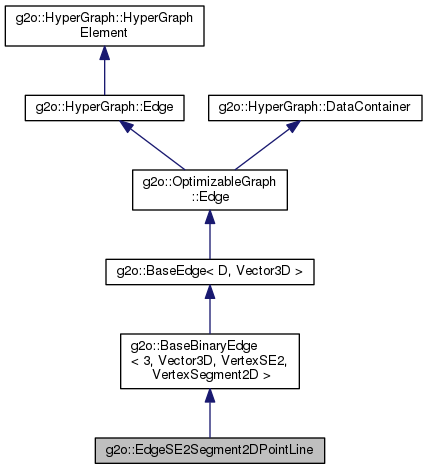 g2o::HyperGraph::HyperGraph
Element
g2o::HyperGraph::Edge
g2o::HyperGraph::DataContainer
g2o::OptimizableGraph
::Edge
g2o::BaseEdge< D, Vector3D >
g2o::BaseBinaryEdge
< 3, Vector3D, VertexSE2,
VertexSegment2D >
g2o::EdgeSE2Segment2DPointLine